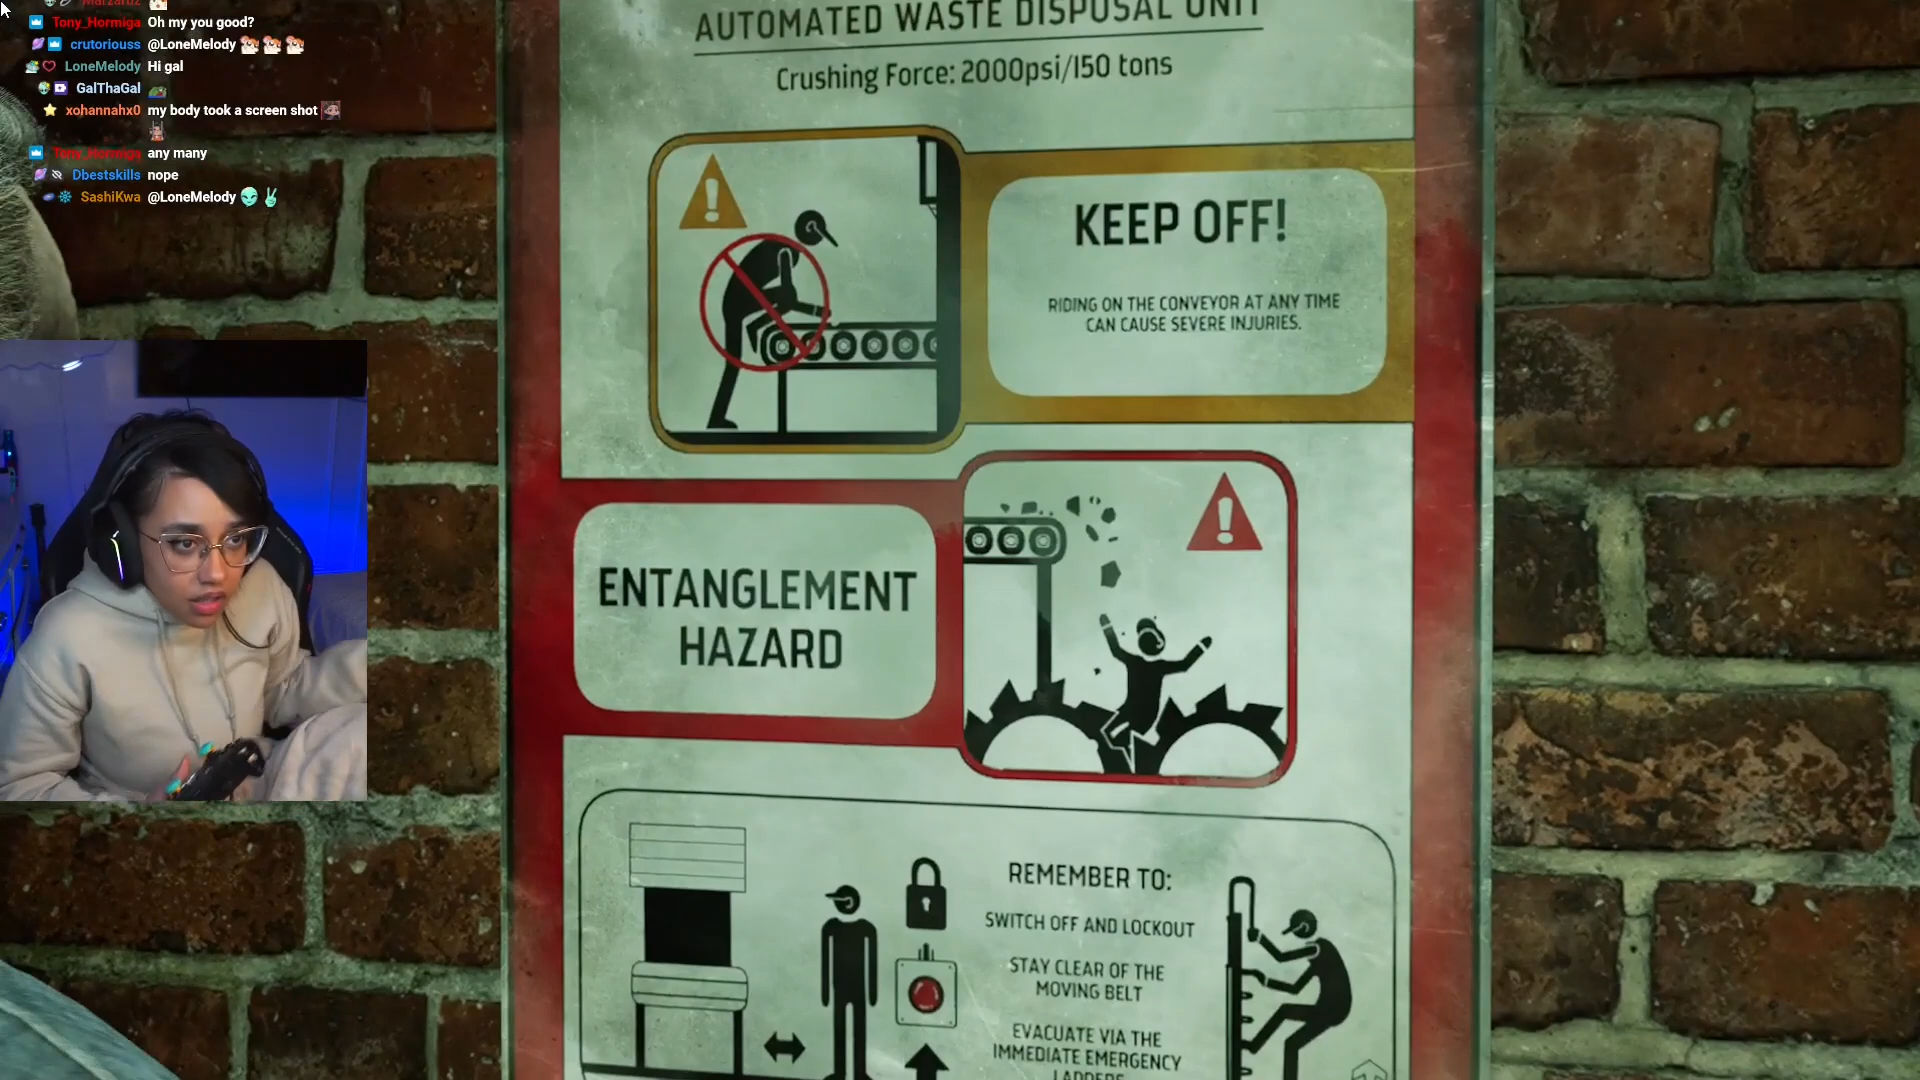 Marzaruz
Tony_Hormiga Oh my you good?
crutoriouss @LoneMelody
LoneMelody Hi gal
GalThaGal
xohannahx0 my body took a screen shot
Tony_Hormiga any many
Dbestskills nope
SashiKwa @LoneMelody
AUTOMATED WASTE DISPOSAL UNIT
Crushing Force: 2000psi/150 tons
KEEP OFF!
RIDING ON THE CONVEYOR AT ANY TIME
CAN CAUSE SEVERE INJURIES.
ENTANGLEMENT
HAZARD
REMEMBER TO:
SWITCH OFF AND LOCKOUT
STAY CLEAR OF THE
MOVING BELT
EVACUATE VIA THE
IMMEDIATE EMERGENCY
LADDERS